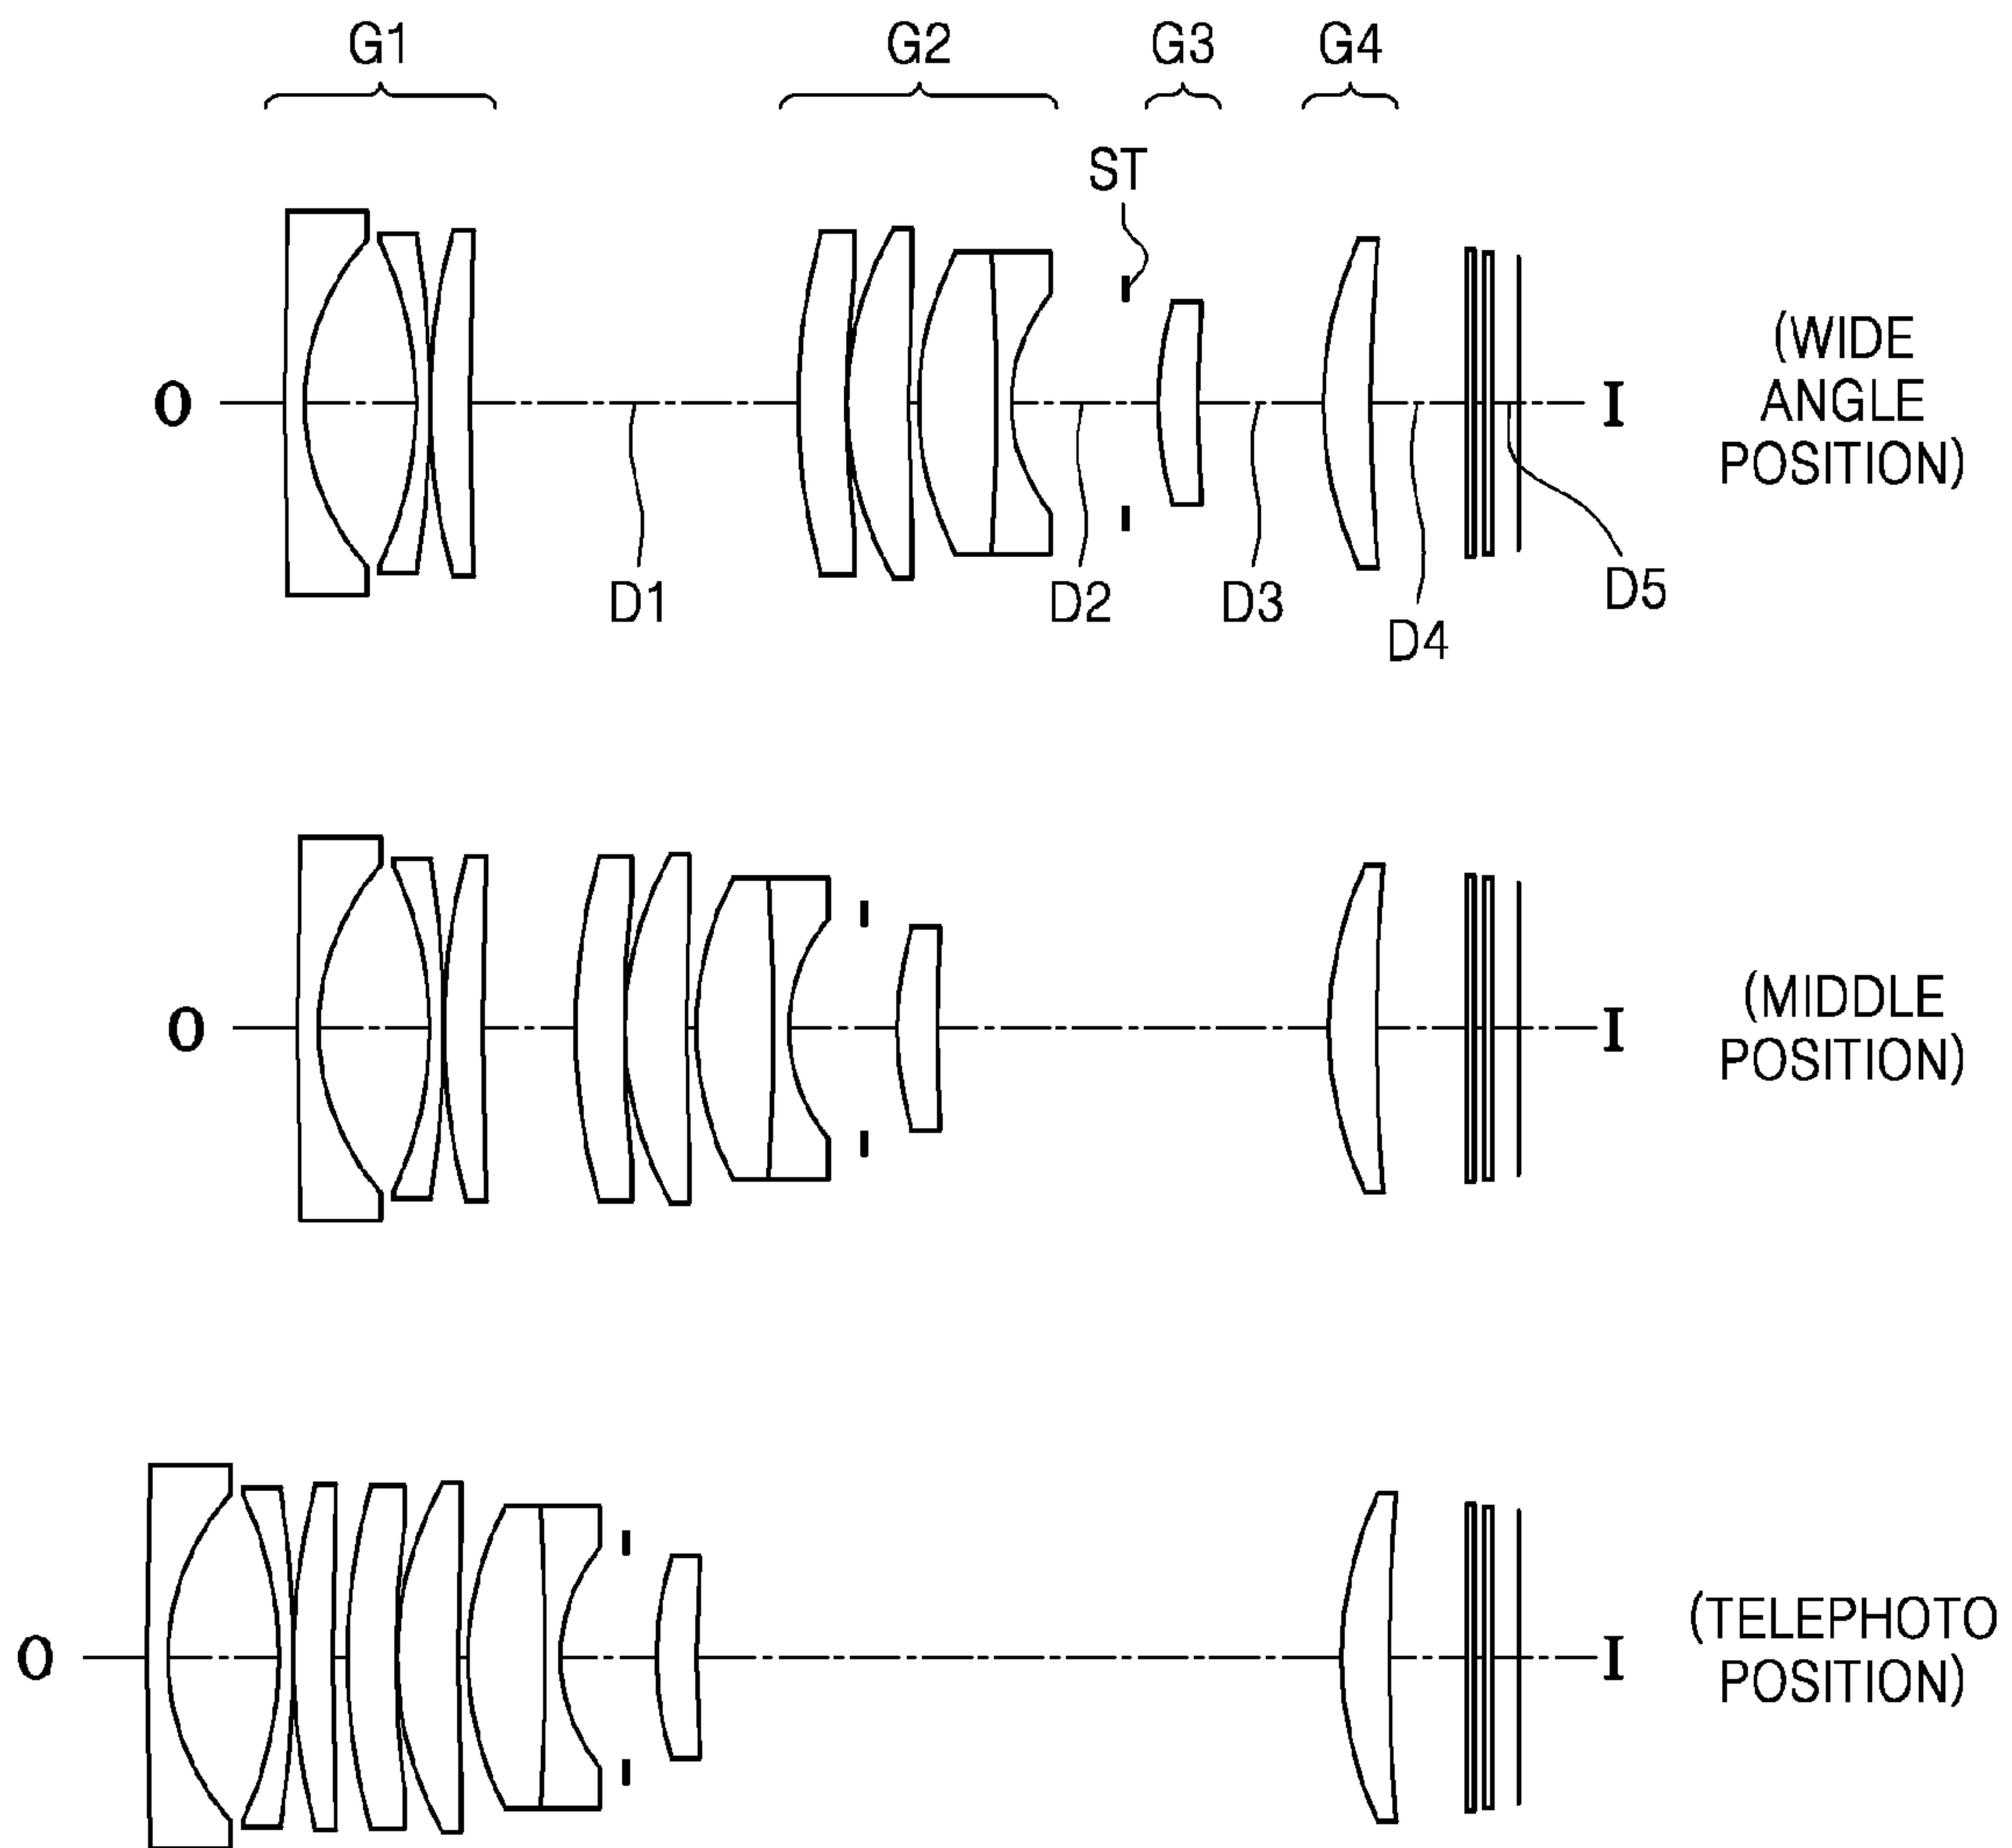 G1 G2 G3 G4
ST
O I
(WIDE
ANGLE
POSITION)
D1 D2 D3 D4 D5
O I
(MIDDLE
POSITION)
O I
(TELEPHOTO
POSITION)